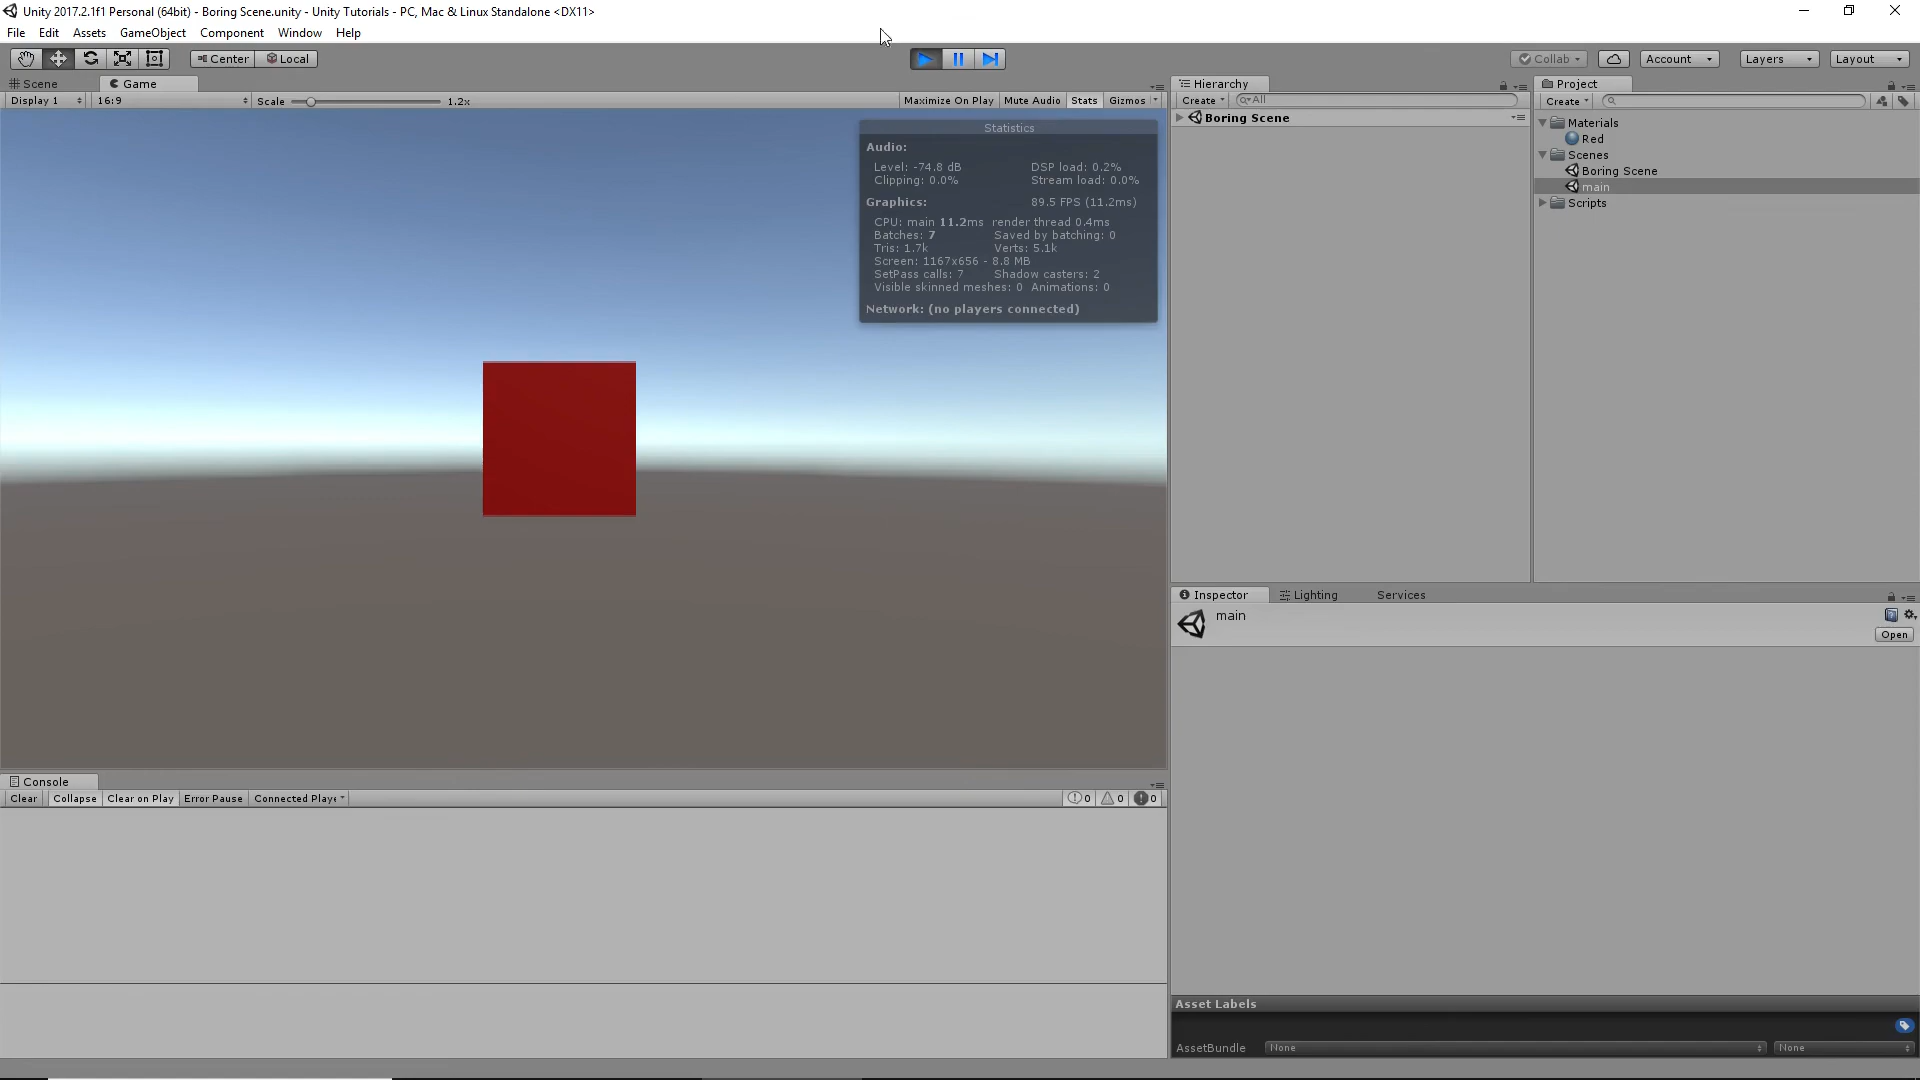 Unity 2017.2.1f1 Personal (64bit) - Boring Scene.unity - Unity Tutorials - PC, Mac & Linux Standalone <DX11>
File Edit Assets GameObject Component Window Help
Center Local Collab Account Layers Layout
Scene Game
Display 1 16:9 Scale 1.2x Maximize On Play Mute Audio Stats Gizmos
Statistics
Audio:
Level: -74.8 dB DSP load: 0.2%
Clipping: 0.0% Stream load: 0.0%
Graphics: 89.5 FPS (11.2ms)
CPU: main 11.2ms render thread 0.4ms
Batches: 7 Saved by batching: 0
Tris: 1.7k Verts: 5.1k
Screen: 1167x656 - 8.8 MB
SetPass calls: 7 Shadow casters: 2
Visible skinned meshes: 0 Animations: 0
Network: (no players connected)
Hierarchy
Create All
Boring Scene
Project
Create
Materials
Red
Scenes
Boring Scene
main
Scripts
Inspector Lighting Services
main
Open
Console
Clear Collapse Clear on Play Error Pause Connected Playe 0 0 0
Asset Labels
AssetBundle None None